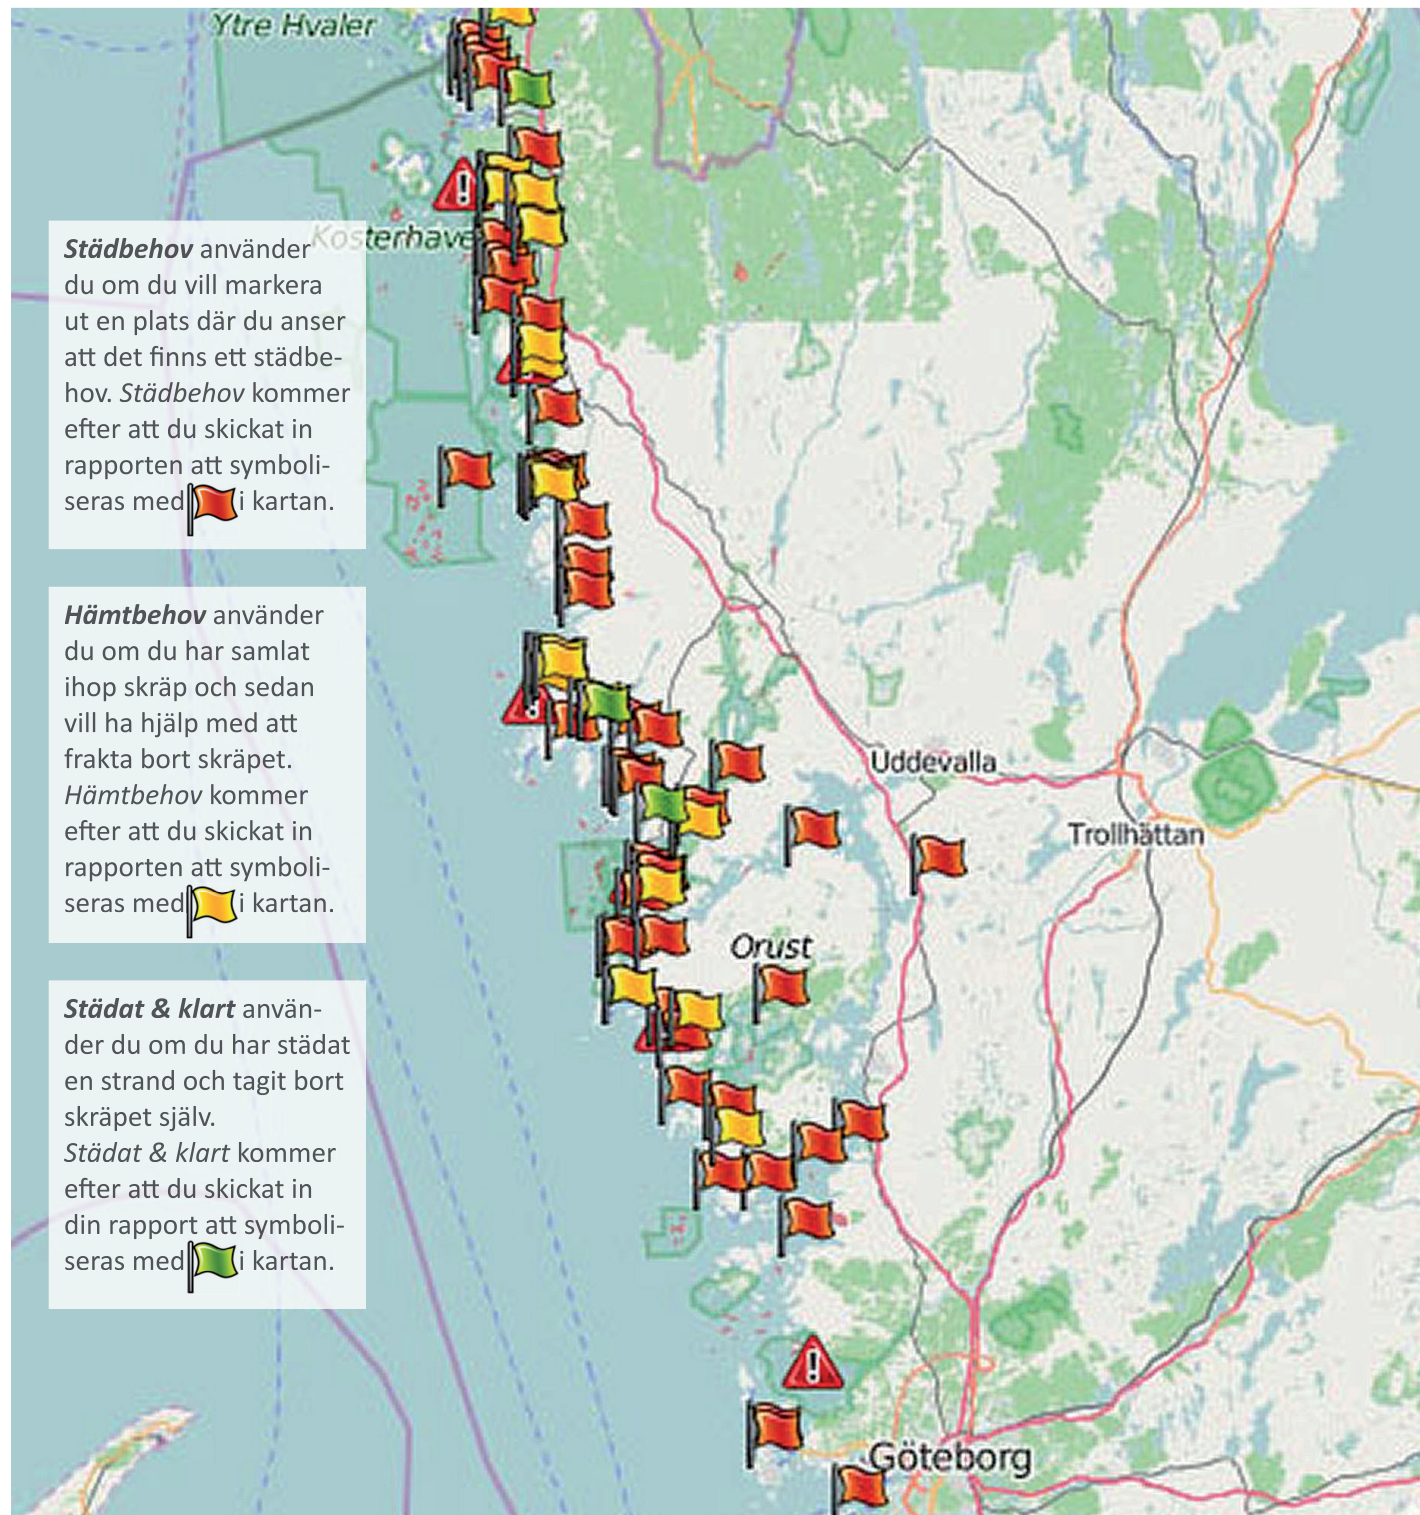 Ytre Hvaler
Kosterhave
Städbehov använder
du om du vill markera
ut en plats där du anser
att det finns ett städbe-
hov. Städbehov kommer
efter att du skickat in
rapporten att symboli-
seras med i kartan.
Hämtbehov använder
du om du har samlat
ihop skräp och sedan
vill ha hjälp med att
frakta bort skräpet.
Hämtbehov kommer
efter att du skickat in
rapporten att symboli-
seras med i kartan.
Städat & klart använ-
der du om du har städat
en strand och tagit bort
skräpet själv.
Städat & klart kommer
efter att du skickat in
din rapport att symboli-
seras med i kartan.
Uddevalla
Trollhättan
Orust
Göteborg